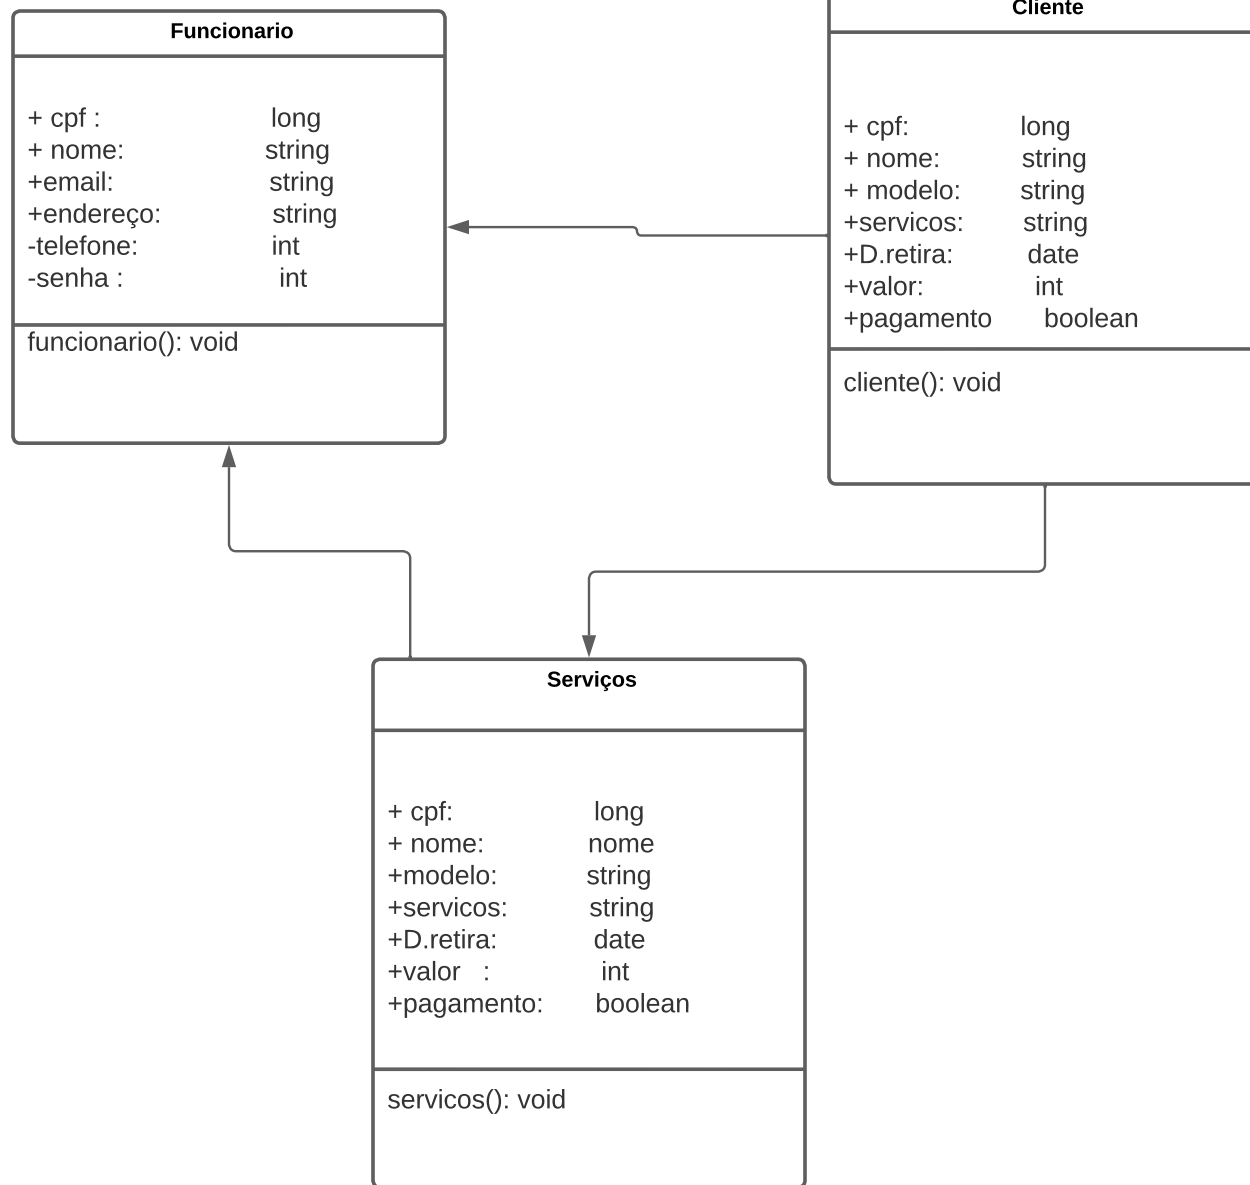 Funcionario
+ cpf : long
+ nome: string
+email: string
+endereço: string
-telefone: int
-senha : int
funcionario(): void
Cliente
+ cpf: long
+ nome: string
+ modelo: string
+servicos: string
+D.retira: date
+valor: int
+pagamento boolean
cliente(): void
Serviços
+ cpf: long
+ nome: nome
+modelo: string
+servicos: string
+D.retira: date
+valor : int
+pagamento: boolean
servicos(): void